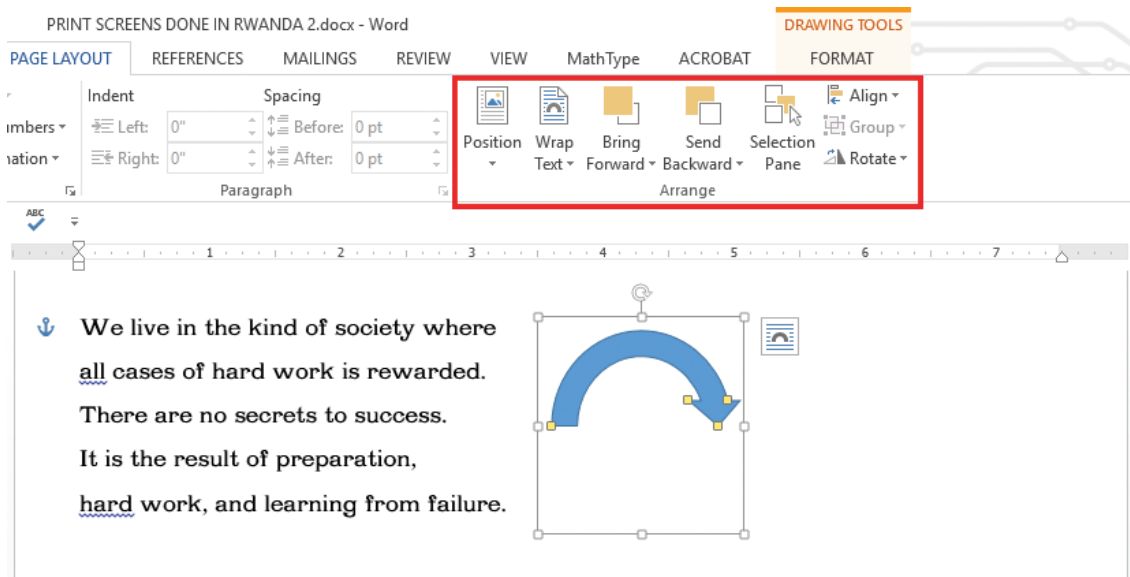 PRINT SCREENS DONE IN RWANDA 2.docx - Word
DRAWING TOOLS
PAGE LAYOUT REFERENCES MAILINGS REVIEW VIEW MathType ACROBAT FORMAT
Indent Spacing
Left: 0" Before: 0 pt
Right: 0" After: 0 pt
Paragraph
Position
Wrap
Text
Bring
Forward
Send
Backward
Selection
Pane
Align
Group
Rotate
Arrange
ABC
1 2 3 4 5 6 7
We live in the kind of society where
all cases of hard work is rewarded.
There are no secrets to success.
It is the result of preparation,
hard work, and learning from failure.